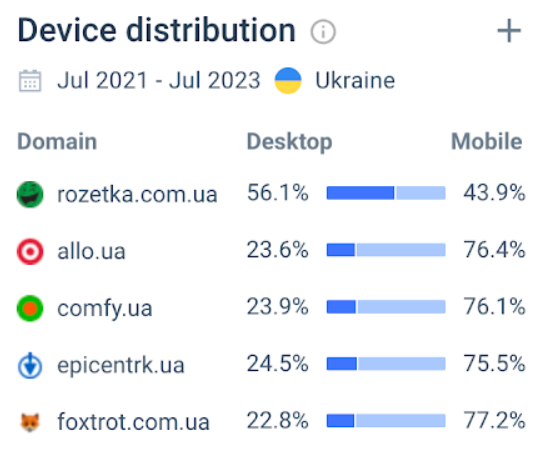 Device distribution
Jul 2021 - Jul 2023 Ukraine
Domain Desktop Mobile
rozetka.com.ua 56.1% 43.9%
allo.ua 23.6% 76.4%
comfy.ua 23.9% 76.1%
epicentrk.ua 24.5% 75.5%
foxtrot.com.ua 22.8% 77.2%